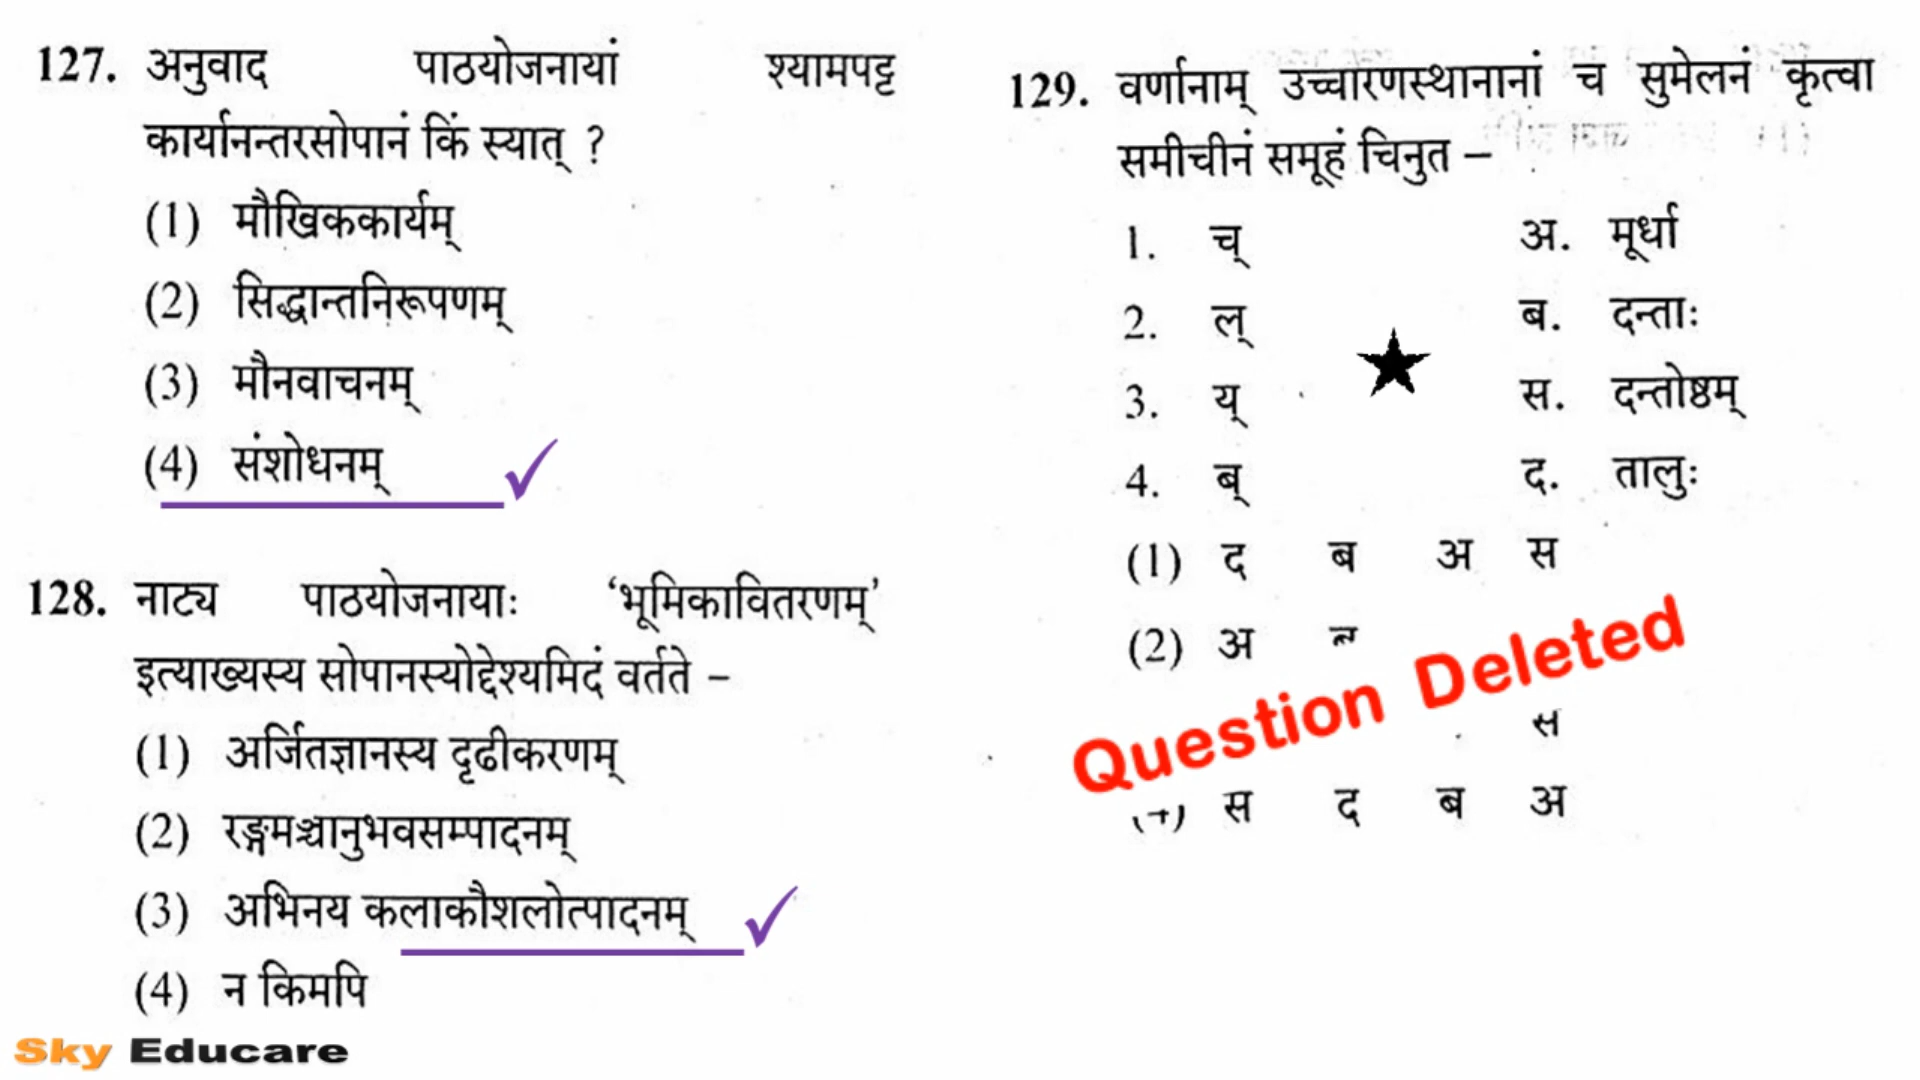 127. अनुवाद पाठयोजनायां श्यामपट्ट
कार्यानन्तरसोपानं किं स्यात् ?
(1) मौखिककार्यम्
(2) सिद्धान्तनिरूपणम्
(3) मौनवाचनम्
(4) संशोधनम्
128. नाट्य पाठयोजनायाः ‘भूमिकावितरणम्’
इत्याख्यस्य सोपानस्योद्देश्यमिदं वर्तते –
(1) अर्जितज्ञानस्य दृढीकरणम्
(2) रङ्गमञ्चानुभवसम्पादनम्
(3) अभिनय कलाकौशलोत्पादनम्
(4) न किमपि
Sky Educare
129. वर्णानाम् उच्चारणस्थानानां च सुमेलनं कृत्वा
समीचीनं समूहं चिनुत –
1. च् अ. मूर्धा
2. ल् ब. दन्ताः
3. य् स. दन्तोष्ठम्
4. ब् द. तालुः
(1) द ब अ स
(2) अ
Question Deleted
स
स द ब अ